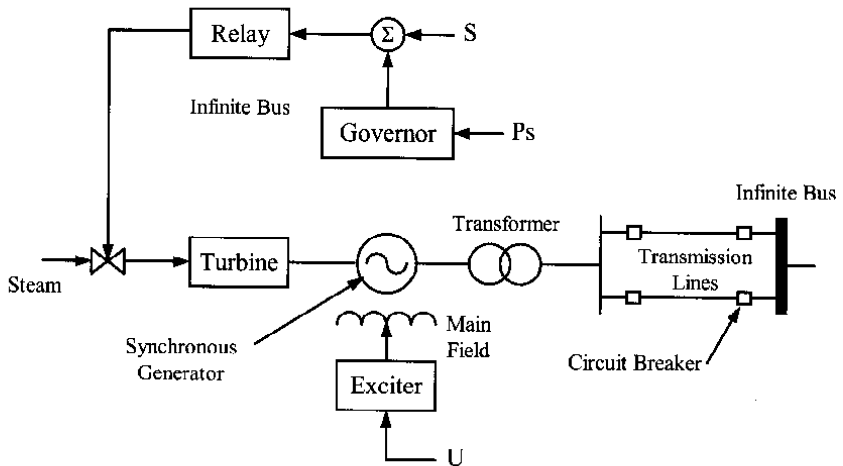 Relay
Σ
S
Infinite Bus
Governor
Ps
Infinite Bus
Transformer
Steam
Turbine
Transmission
Lines
Synchronous
Generator
Main
Field
Circuit Breaker
Exciter
U